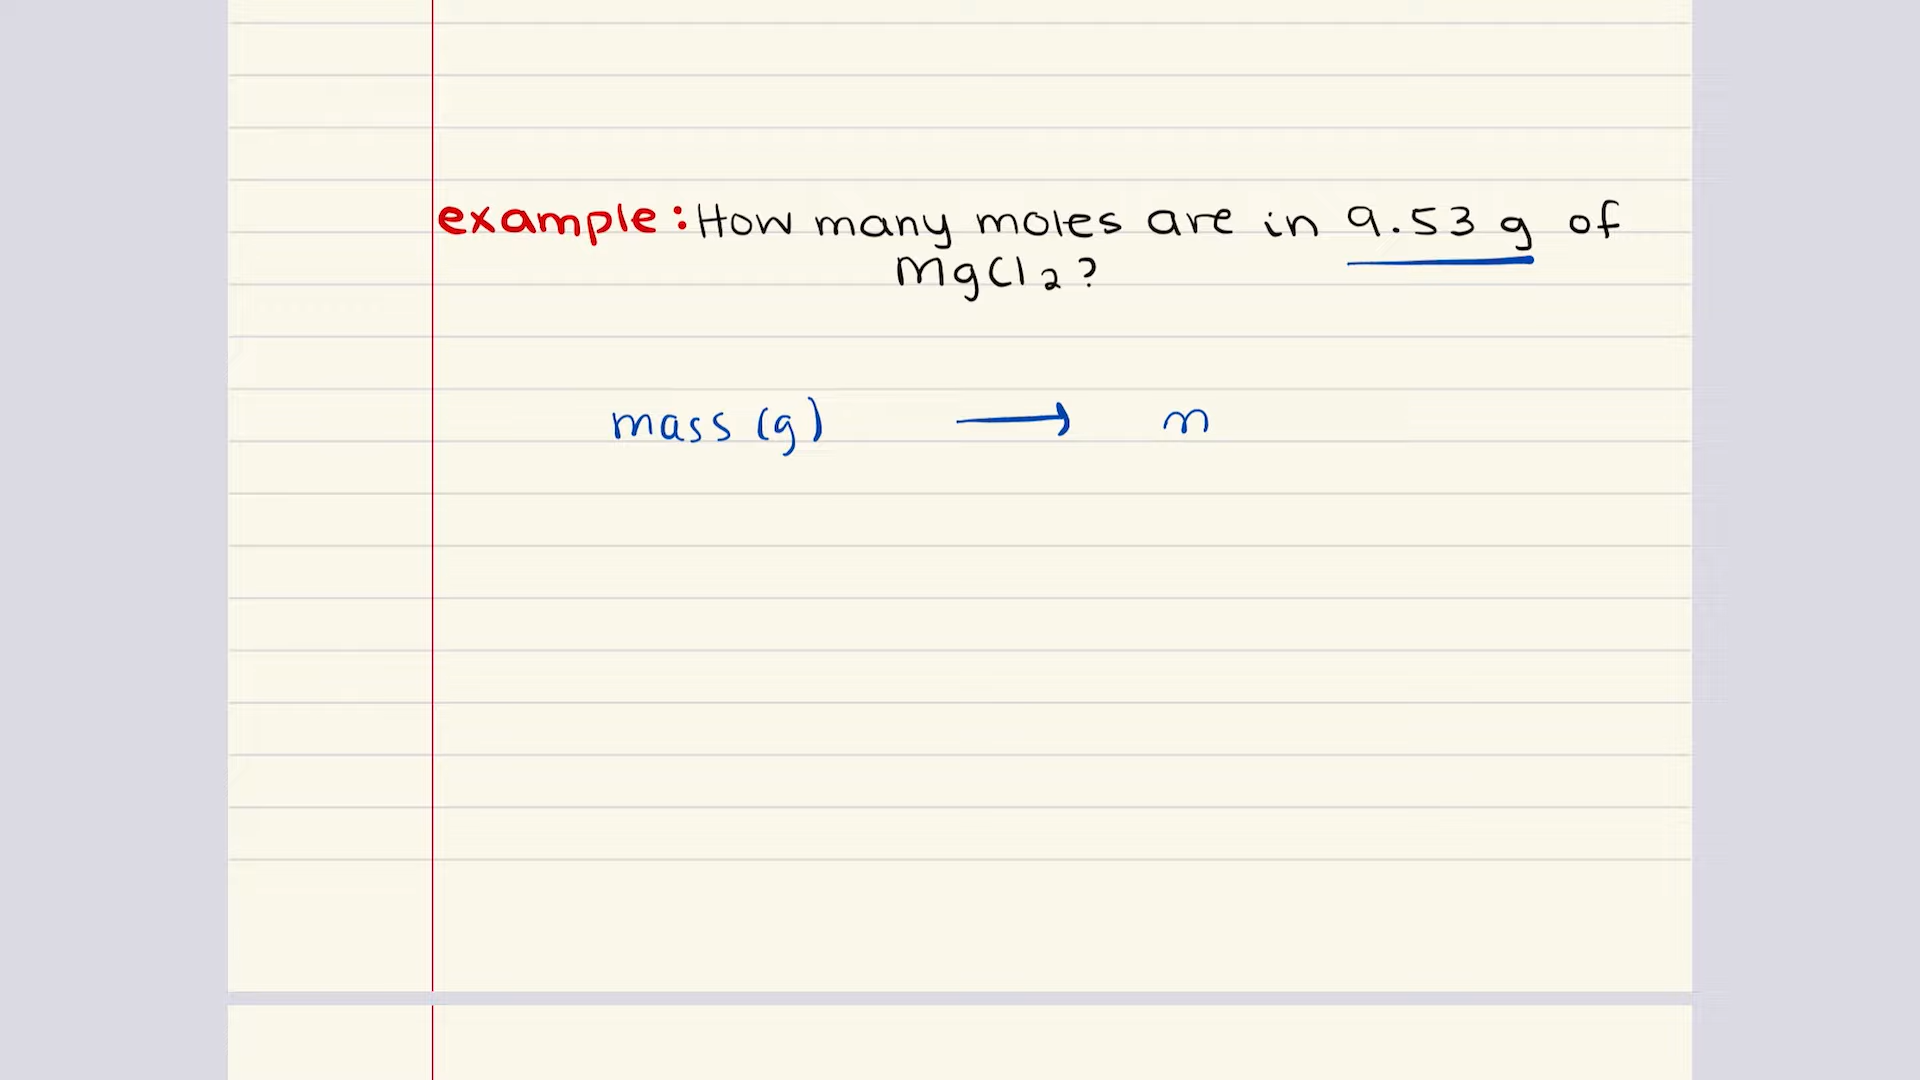 example: How many moles are in 9.53 g of
MgCl₂?
mass (g) → m